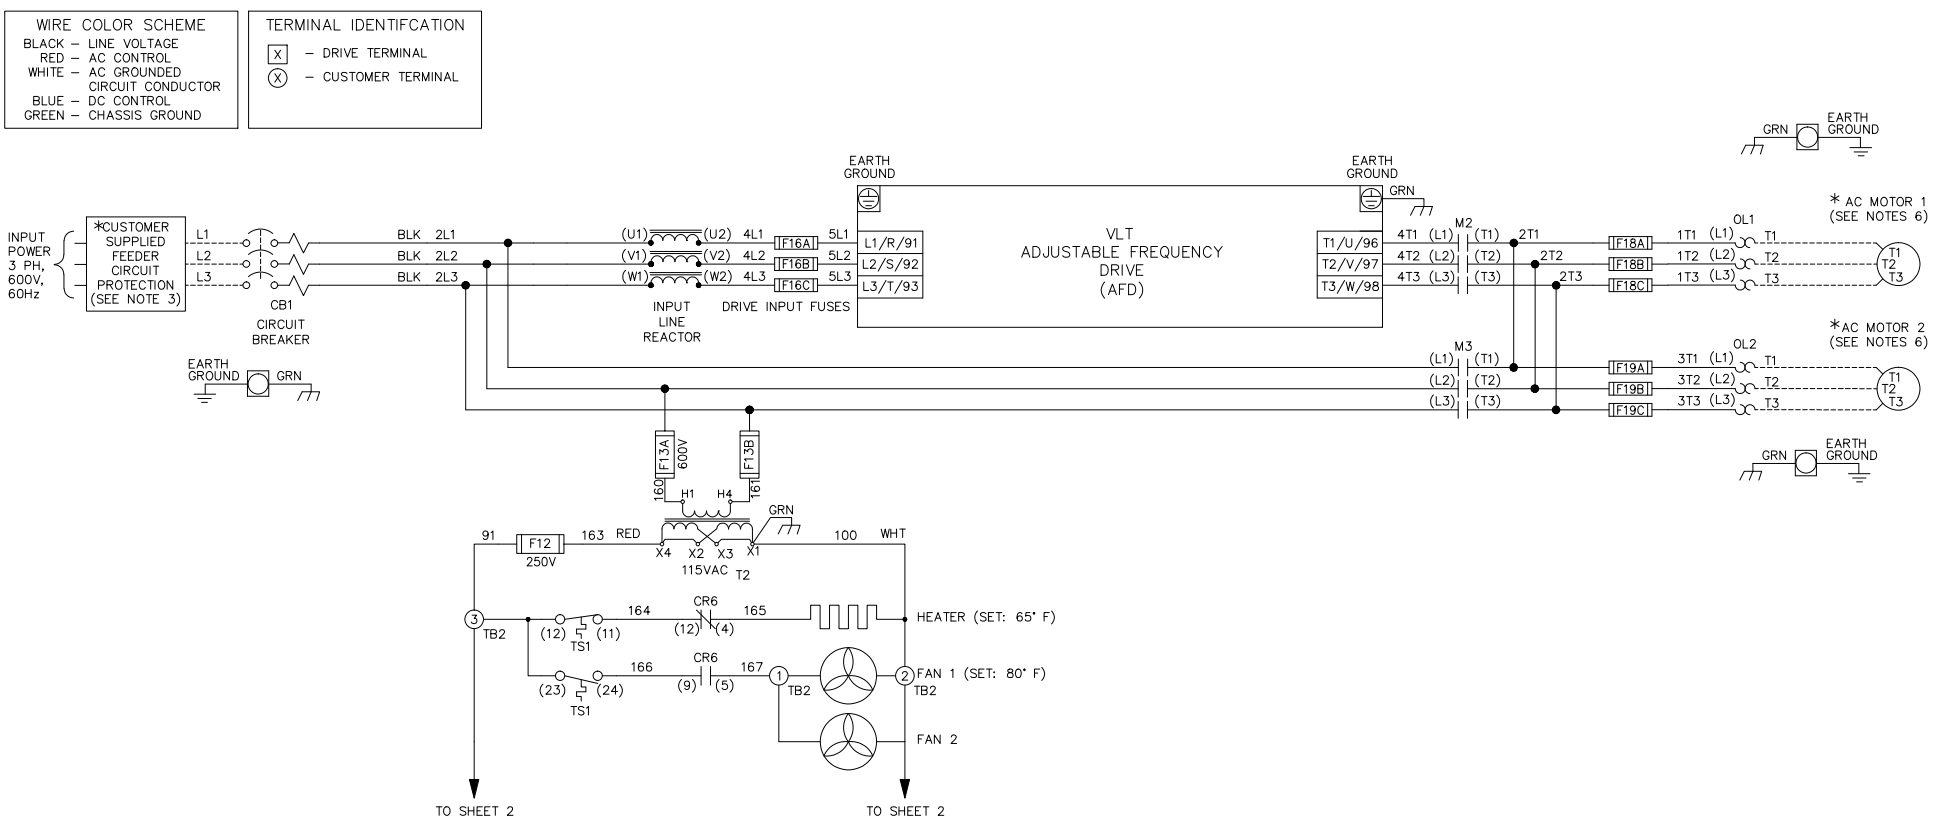 WIRE COLOR SCHEME
BLACK – LINE VOLTAGE
RED – AC CONTROL
WHITE – AC GROUNDED
CIRCUIT CONDUCTOR
BLUE – DC CONTROL
GREEN – CHASSIS GROUND
TERMINAL IDENTIFCATION
X – DRIVE TERMINAL
X – CUSTOMER TERMINAL
INPUT
POWER
3 PH,
600V,
60Hz
*CUSTOMER
SUPPLIED
FEEDER
CIRCUIT
PROTECTION
(SEE NOTE 3)
L1
L2
L3
CB1
CIRCUIT
BREAKER
EARTH
GROUND
GRN
BLK 2L1
BLK 2L2
BLK 2L3
(U1) (U2) 4L1 F16A 5L1
(V1) (V2) 4L2 F16B 5L2
(W1) (W2) 4L3 F16C 5L3
INPUT
LINE
REACTOR
DRIVE INPUT FUSES
EARTH
GROUND
L1/R/91
L2/S/92
L3/T/93
VLT
ADJUSTABLE FREQUENCY
DRIVE
(AFD)
EARTH
GROUND
GRN
T1/U/96
T2/V/97
T3/W/98
M2
4T1 (L1) (T1) 2T1
4T2 (L2) (T2) 2T2
4T3 (L3) (T3) 2T3
F18A 1T1 (L1) T1
F18B 1T2 (L2) T2
F18C 1T3 (L3) T3
OL1
GRN
EARTH
GROUND
* AC MOTOR 1
(SEE NOTES 6)
T1
T2
T3
M3
(L1) (T1)
(L2) (T2)
(L3) (T3)
F19A 3T1 (L1) T1
F19B 3T2 (L2) T2
F19C 3T3 (L3) T3
OL2
*AC MOTOR 2
(SEE NOTES 6)
T1
T2
T3
GRN
EARTH
GROUND
F13A
600V
F13B
160
161
H1 H4
GRN
91 F12 163 RED
250V
X4 X2 X3 X1
115VAC T2
100 WHT
3
TB2
(12) (11)
TS1
164
CR6
(12) (4)
165
HEATER (SET: 65° F)
(23) (24)
TS1
166
CR6
(9) (5)
167
1
TB2
2
TB2
FAN 1 (SET: 80° F)
FAN 2
TO SHEET 2
TO SHEET 2